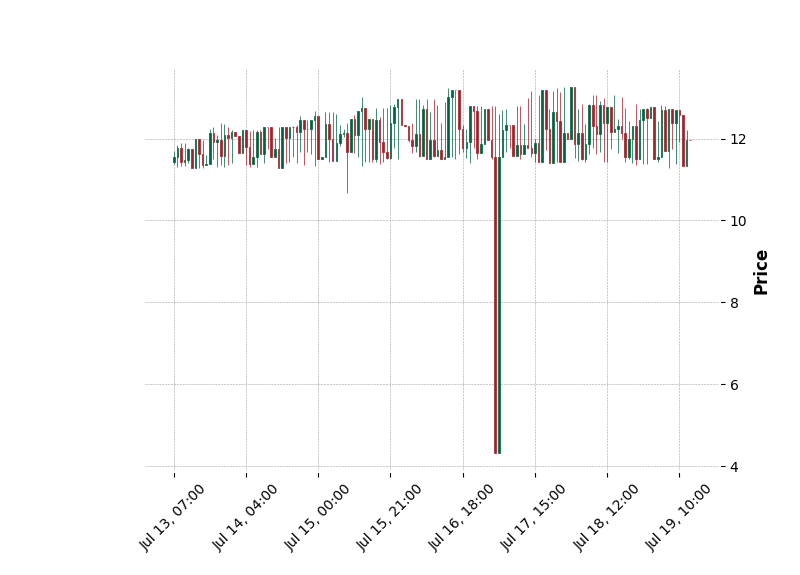 12
10
8
6
4
Price
Jul 13, 07:00
Jul 14, 04:00
Jul 15, 00:00
Jul 15, 21:00
Jul 16, 18:00
Jul 17, 15:00
Jul 18, 12:00
Jul 19, 10:00